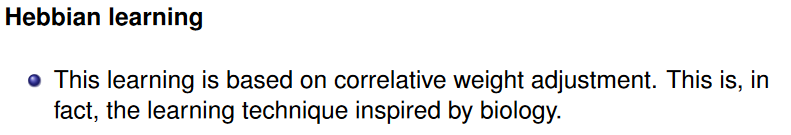 Hebbian learning
This learning is based on correlative weight adjustment. This is, in
fact, the learning technique inspired by biology.